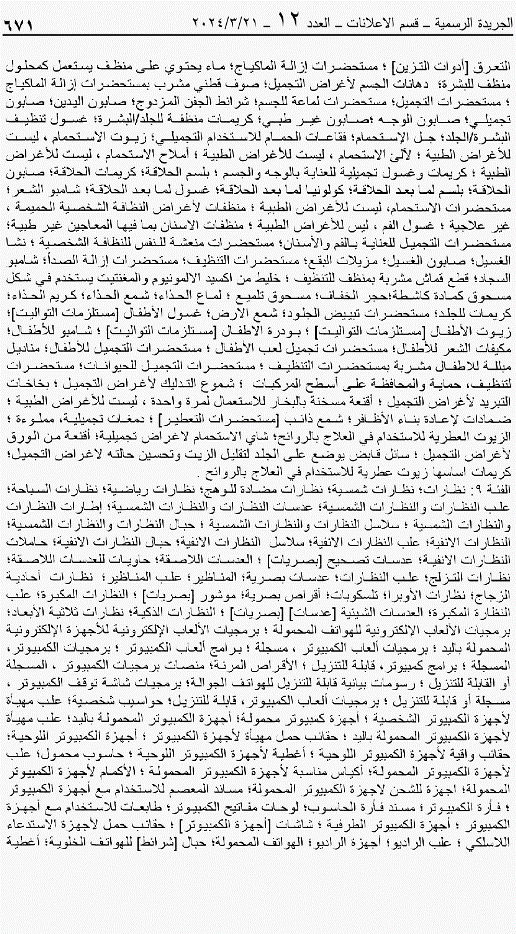 الجريدة الرسمية ـ قسم الاعلانات ـ العدد ١٢ ـ ٢٠٢٤/٣/٢١ ٦٧١
التعرق [أدوات التزين] ؛ مستحضرات إزالة الماكياج؛ ماء يحتوي على منظف يستعمل كمحلول
منظف للبشرة؛ دهانات الجسم لأغراض التجميل؛ صوف قطني مشرب بمستحضرات إزالة الماكياج
؛ مستحضرات التجميل؛ مستحضرات لماعة للجسم؛ شرائط الجفن المزدوج؛ صابون اليدين؛ صابون
تجميلي؛ صابون الوجه ؛صابون غير طبي؛ كريمات منظفة للجلد/البشرة؛ غسول تنظيف
البشرة/الجلد؛ جل الإستحمام؛ فقاعات الحمام للاستخدام التجميلي؛ زيوت الاستحمام ، ليست
للأغراض الطبية ؛ لآلئ الاستحمام ، ليست للأغراض الطبية ؛ أملاح الاستحمام ، ليست للأغراض
الطبية ؛ كريمات وغسول تجميلية للعناية بالوجه والجسم ؛ بلسم الحلاقة؛ كريمات الحلاقة؛ صابون
الحلاقة؛ بلسم لما بعد الحلاقة؛ كولونيا لما بعد الحلاقة؛ غسول لما بعد الحلاقة؛ شامبو الشعر؛
مستحضرات الاستحمام، ليست للأغراض الطبية ؛ منظفات لأغراض النظافة الشخصية الحميمة ،
غير علاجية ؛ غسول الفم ، ليس للأغراض الطبية ؛ منظفات الاسنان بما فيها المعاجين غير طبية؛
مستحضرات التجميل للعناية بالفم والأسنان؛ مستحضرات منعشة للنفس للنظافة الشخصية ؛ نشا
الغسيل؛ صابون الغسيل؛ مزيلات البقع؛ مستحضرات التنظيف؛ مستحضرات إزالة الصدأ؛ شامبو
السجاد؛ قطع قماش مشربة بمنظف للتنظيف ؛ خليط من اكسيد الالمونيوم والمغنتيت يستخدم في شكل
مسحوق كمادة كاشطة؛حجر الخفاف؛ مسحوق تلميع ؛ لماع الحذاء؛ شمع الحذاء؛ كريم الحذاء؛
كريمات للجلد؛ مستحضرات تبييض الجلود؛ شمع الأرض؛ غسول الأطفال [مستلزمات التواليت]؛
زيوت الأطفال [مستلزمات التواليت] ؛ بودرة الاطفال [مستلزمات التواليت] ؛ شامبو للأطفال؛
مكيفات الشعر للأطفال؛ مستحضرات تجميل لعب الأطفال ؛ مستحضرات التجميل للأطفال؛ مناديل
مبللة للاطفال مشربة بمستحضرات التنظيف ؛ مستحضرات التجميل للحيوانات؛ مستحضرات
لتنظيف، حماية والمحافظة على أسطح المركبات ؛ شموع التدليك لأغراض التجميل ؛ بخاخات
التبريد لأغراض التجميل ؛ أقنعة مسخنة بالبخار للاستعمال لمرة واحدة ، ليست للأغراض الطبية ؛
ضمادات لإعادة بناء الأظافر؛ شمع ذائب [مستحضرات التعطير] ؛ دمغات تجميلية، مملوءة ؛
الزيوت العطرية للاستخدام في العلاج بالروائح؛ شاي الاستحمام لاغراض تجميلية؛ أقنعة من الورق
لأغراض التجميل ؛ سائل قابض يوضع على الجلد لتقليل الزيت وتحسين حالته لاغراض التجميل؛
كريمات اساسها زيوت عطرية للاستخدام في العلاج بالروائح .
الفئة ٩: نظارات؛ نظارات شمسية؛ نظارات مضادة للوهج؛ نظارات رياضية؛ نظارات السباحة؛
علب النظارات والنظارات الشمسية؛ عدسات النظارات والنظارات الشمسية؛ إطارات النظارات
والنظارات الشمسية ؛ سلاسل النظارات والنظارات الشمسية ؛ حبال النظارات والنظارات الشمسية؛
النظارات الانفية؛ علب النظارات الانفية؛ سلاسل النظارات الانفية؛ حبال النظارات الانفية؛ حاملات
النظارات الانفية؛ عدسات تصحيح [بصريات] ؛ العدسات اللاصقة؛ حاويات للعدسات اللاصقة؛
نظارات التزلج؛ علب النظارات؛ عدسات بصرية؛ المناظير؛ علب المناظير؛ نظارات أحادية
الزجاج؛ نظارات الأوبرا؛ تلسكوبات؛ أقراص بصرية؛ موشور [بصريات] ؛ النظارات المكبرة؛ علب
النظارة المكبرة؛ العدسات الشيئية [عدسات] [بصريات] ؛ النظارات الذكية؛ نظارات ثلاثية الأبعاد؛
برمجيات الألعاب الالكترونية للهواتف المحمولة ؛ برمجيات الألعاب الإلكترونية للأجهزة الإلكترونية
المحمولة باليد ؛ برمجيات ألعاب الكمبيوتر ، مسجلة ؛ برامج ألعاب الكمبيوتر ؛ برمجيات الكمبيوتر،
المسجلة ؛ برامج كمبيوتر، قابلة للتنزيل ؛ الأقراص المرنة؛ منصات برمجيات الكمبيوتر ، المسجلة
أو القابلة للتنزيل ؛ رسومات بيانية قابلة للتنزيل للهواتف الجوالة؛ برمجيات شاشة توقف الكمبيوتر ،
مسجلة أو قابلة للتنزيل ؛ برمجيات ألعاب الكمبيوتر، قابلة للتنزيل؛ حواسيب شخصية؛ علب مهيأة
لأجهزة الكمبيوتر الشخصية ؛ أجهزة كمبيوتر محمولة؛ أجهزة الكمبيوتر المحمولة باليد؛ علب مهيأة
لأجهزة الكمبيوتر المحمولة باليد ؛ حقائب حمل مهيأة لأجهزة الكمبيوتر ؛ أجهزة الكمبيوتر اللوحية؛
حقائب واقية لأجهزة الكمبيوتر اللوحية ؛ أغطية لأجهزة الكمبيوتر اللوحية ؛ حاسوب محمول؛ علب
لأجهزة الكمبيوتر المحمولة؛ أكياس مناسبة لأجهزة الكمبيوتر المحمولة ؛ الأكمام لأجهزة الكمبيوتر
المحمولة؛ اجهزة للشحن لاجهزة الكمبيوتر المحمولة؛ مساند المعصم للاستخدام مع أجهزة الكمبيوتر
؛ فأرة الكمبيوتر؛ مسند فأرة الحاسوب؛ لوحات مفاتيح الكمبيوتر؛ طابعات للاستخدام مع أجهزة
الكمبيوتر ؛ أجهزة الكمبيوتر الطرفية ؛ شاشات [أجهزة الكمبيوتر] ؛ حقائب حمل لأجهزة الاستدعاء
اللاسلكي ؛ علب الراديو؛ أجهزة الراديو؛ الهواتف المحمولة؛ حبال [شرائط] للهواتف الخلوية؛ أغطية